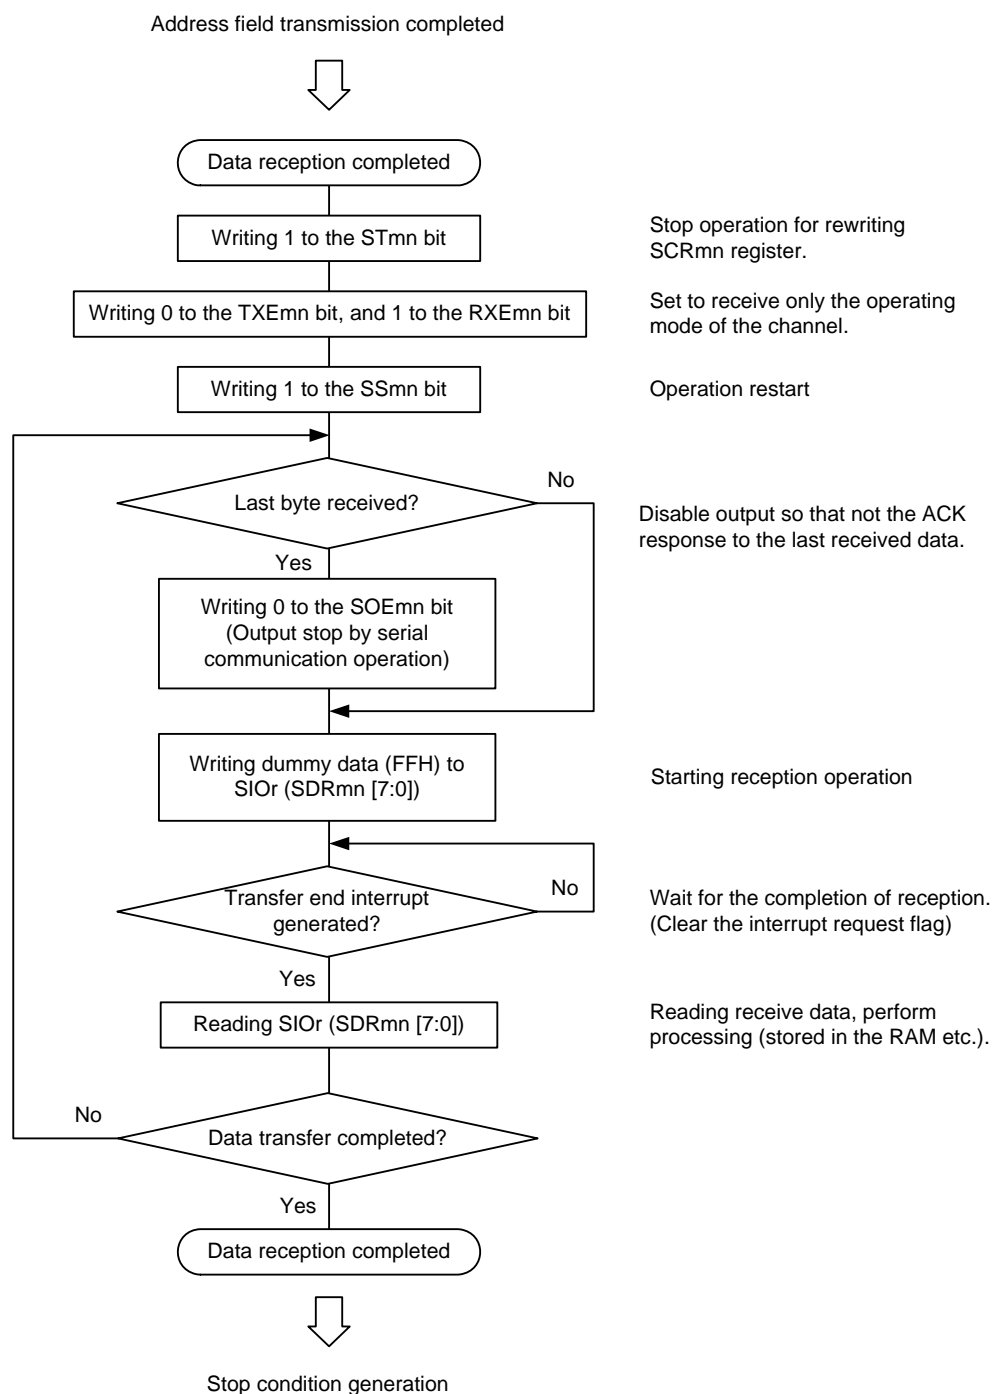 Address field transmission completed
Data reception completed
Writing 1 to the STmn bit
Stop operation for rewriting
SCRmn register.
Writing 0 to the TXEmn bit, and 1 to the RXEmn bit
Set to receive only the operating
mode of the channel.
Writing 1 to the SSmn bit
Operation restart
Last byte received?
No
Disable output so that not the ACK
response to the last received data.
Yes
Writing 0 to the SOEmn bit
(Output stop by serial
communication operation)
Writing dummy data (FFH) to
SIOr (SDRmn [7:0])
Starting reception operation
Transfer end interrupt
generated?
No
Wait for the completion of reception.
(Clear the interrupt request flag)
Yes
Reading SIOr (SDRmn [7:0])
Reading receive data, perform
processing (stored in the RAM etc.).
No
Data transfer completed?
Yes
Data reception completed
Stop condition generation